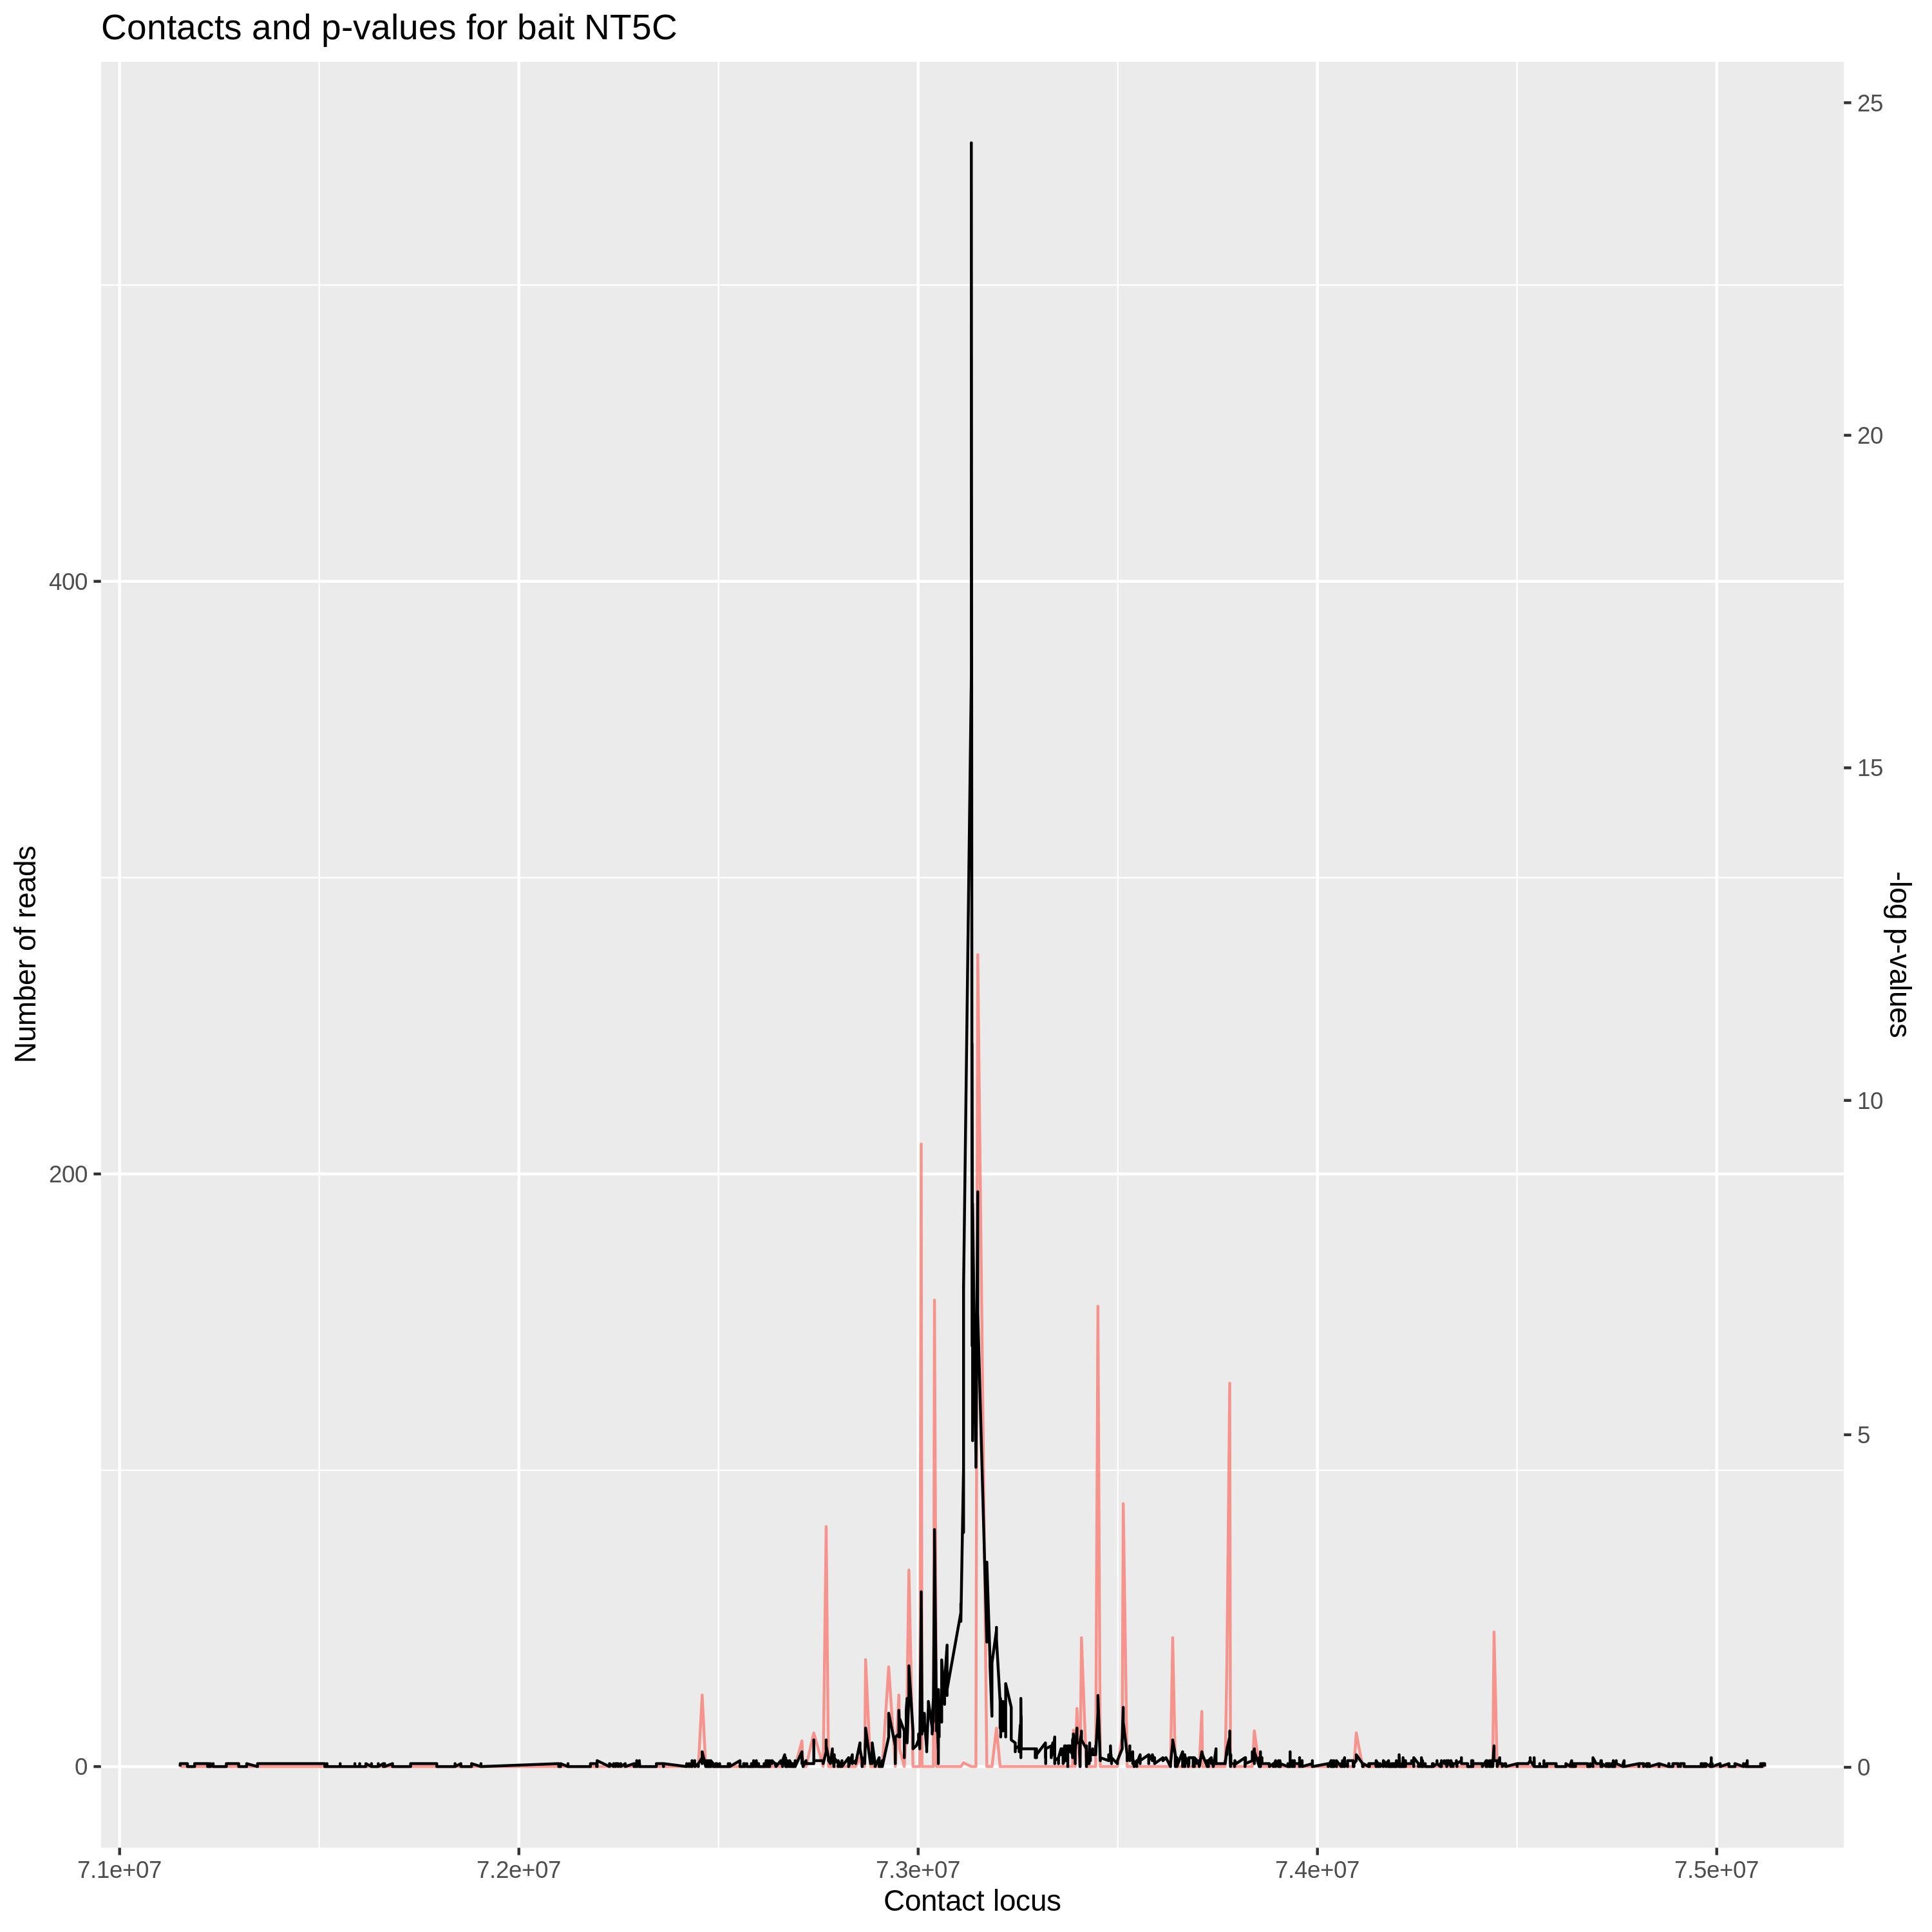 Contacts and p-values for bait NT5C
Number of reads
400
200
0
25
20
15
10
5
0
-log p-values
7.1e+07
7.2e+07
7.3e+07
7.4e+07
7.5e+07
Contact locus